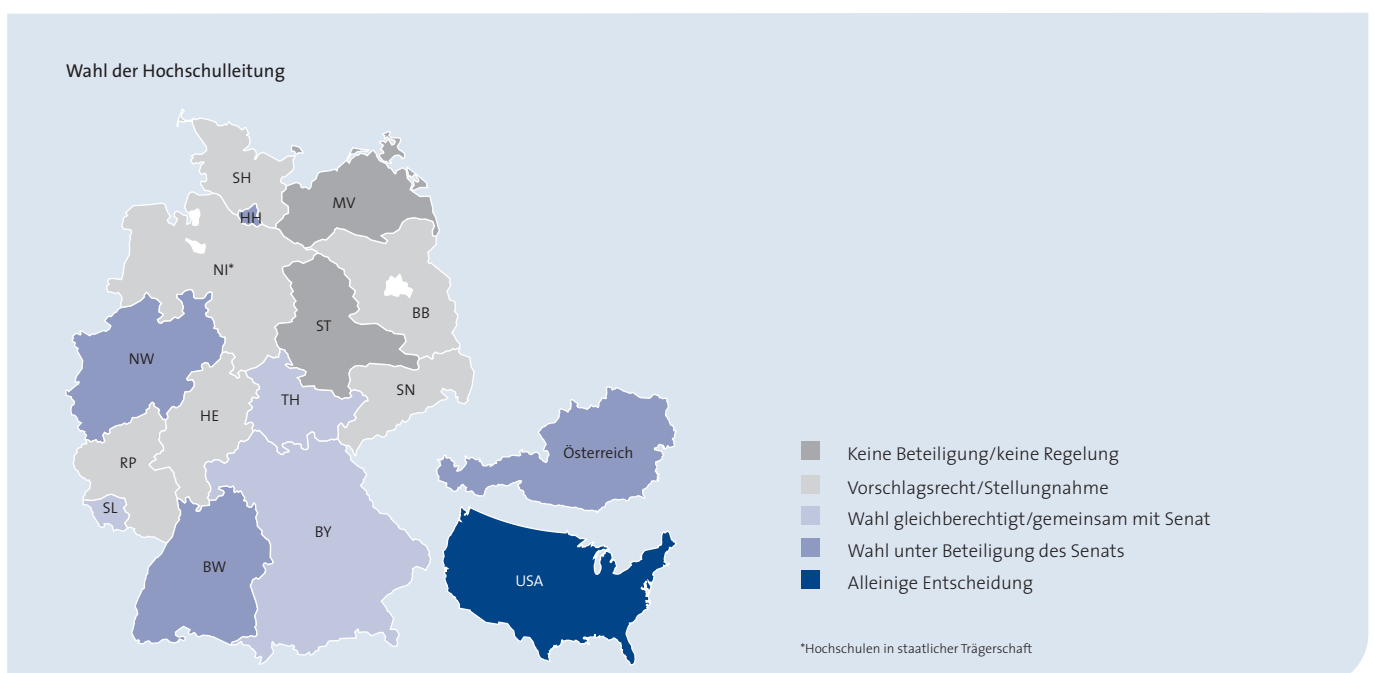 Wahl der Hochschulleitung
SH
MV
HH
NI*
BB
ST
NW
SN
TH
HE
Österreich
RP
SL
BY
BW
USA
Keine Beteiligung/keine Regelung
Vorschlagsrecht/Stellungnahme
Wahl gleichberechtigt/gemeinsam mit Senat
Wahl unter Beteiligung des Senats
Alleinige Entscheidung
*Hochschulen in staatlicher Trägerschaft